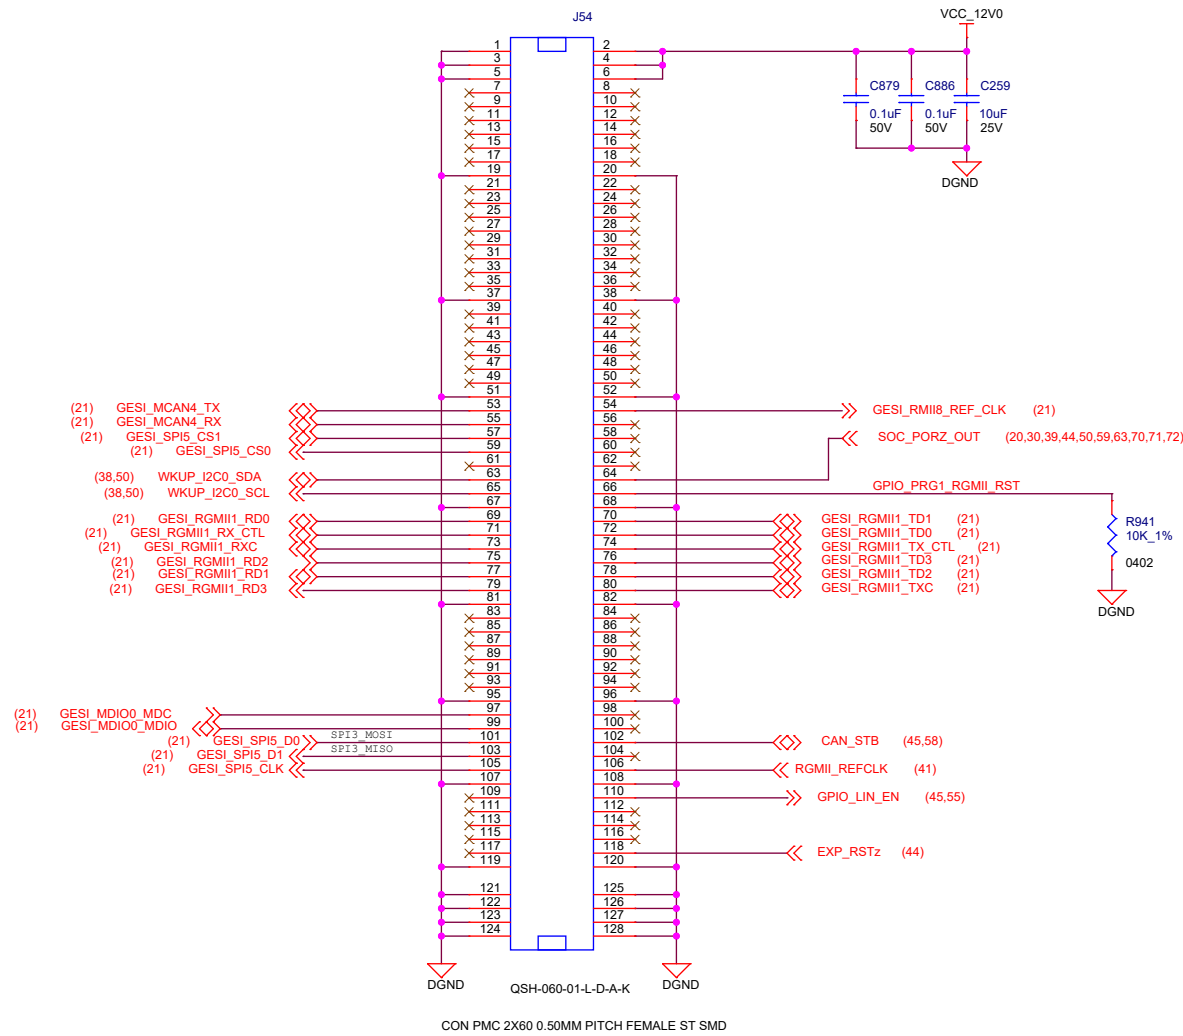 J54
VCC_12V0
1 2
3 4
5 6
7 8
9 10
11 12
13 14
15 16
17 18
19 20
21 22
23 24
25 26
27 28
29 30
31 32
33 34
35 36
37 38
39 40
41 42
43 44
45 46
47 48
49 50
51 52
53 54
55 56
57 58
59 60
61 62
63 64
65 66
67 68
69 70
71 72
73 74
75 76
77 78
79 80
81 82
83 84
85 86
87 88
89 90
91 92
93 94
95 96
97 98
99 100
101 102
103 104
105 106
107 108
109 110
111 112
113 114
115 116
117 118
119 120
121 125
122 126
123 127
124 128
C879
0.1uF
50V
C886
0.1uF
50V
C259
10uF
25V
DGND
(21) GESI_MCAN4_TX
(21) GESI_MCAN4_RX
(21) GESI_SPI5_CS1
(21) GESI_SPI5_CS0
(38,50) WKUP_I2C0_SDA
(38,50) WKUP_I2C0_SCL
(21) GESI_RGMII1_RD0
(21) GESI_RGMII1_RX_CTL
(21) GESI_RGMII1_RXC
(21) GESI_RGMII1_RD2
(21) GESI_RGMII1_RD1
(21) GESI_RGMII1_RD3
(21) GESI_MDIO0_MDC
(21) GESI_MDIO0_MDIO
(21) GESI_SPI5_D0 SPI3_MOSI
(21) GESI_SPI5_D1 SPI3_MISO
(21) GESI_SPI5_CLK
GESI_RMII8_REF_CLK (21)
SOC_PORZ_OUT (20,30,39,44,50,59,63,70,71,72)
GPIO_PRG1_RGMII_RST
R941
10K_1%
0402
DGND
GESI_RGMII1_TD1 (21)
GESI_RGMII1_TD0 (21)
GESI_RGMII1_TX_CTL (21)
GESI_RGMII1_TD3 (21)
GESI_RGMII1_TD2 (21)
GESI_RGMII1_TXC (21)
CAN_STB (45,58)
RGMII_REFCLK (41)
GPIO_LIN_EN (45,55)
EXP_RSTz (44)
DGND
QSH-060-01-L-D-A-K
DGND
CON PMC 2X60 0.50MM PITCH FEMALE ST SMD